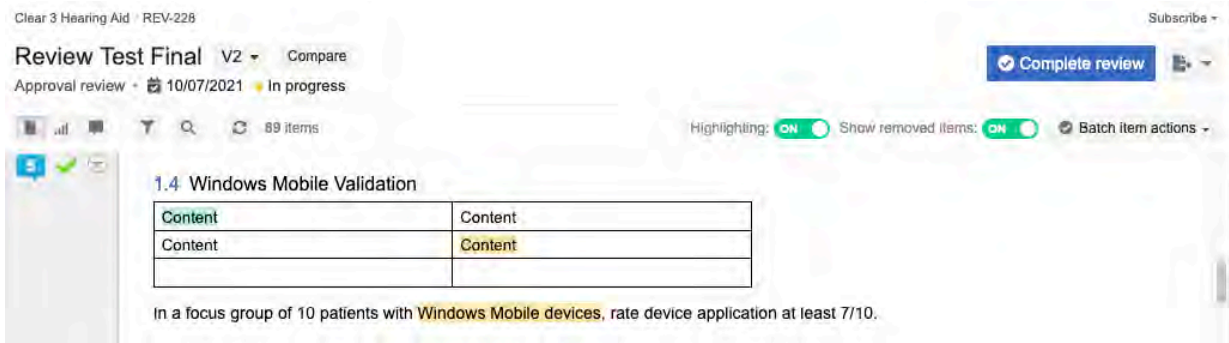 Clear 3 Hearing Aid / REV-228
Subscribe
Review Test Final V2 Compare
Complete review
Approval review • 10/07/2021 In progress
89 items Highlighting: ON Show removed items: ON Batch item actions
5
1.4 Windows Mobile Validation
Content Content
Content Content
In a focus group of 10 patients with Windows Mobile devices, rate device application at least 7/10.